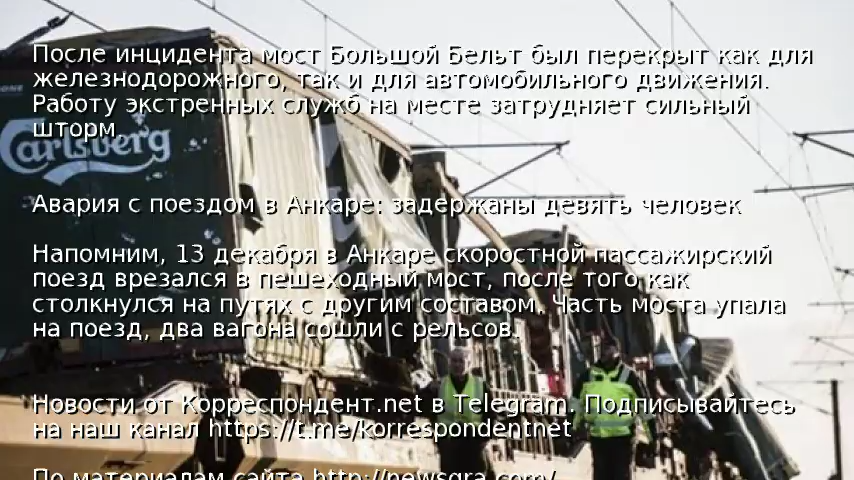 После инцидента мост Большой Бельт был перекрыт как для
железнодорожного, так и для автомобильного движения.
Работу экстренных служб на месте затрудняет сильный
шторм.
Carlsberg
Авария с поездом в Анкаре: задержаны девять человек
Напомним, 13 декабря в Анкаре скоростной пассажирский
поезд врезался в пешеходный мост, после того как
столкнулся на путях с другим составом. Часть моста упала
на поезд, два вагона сошли с рельсов.
Новости от Корреспондент.net в Telegram. Подписывайтесь
на наш канал https://t.me/korrespondentnet
По материалам сайта http://newsgra.com/